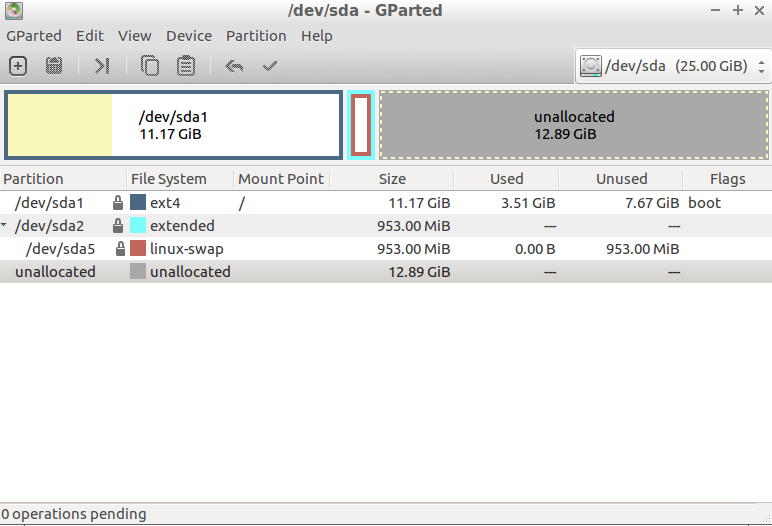 /dev/sda - GParted
GParted Edit View Device Partition Help
/dev/sda (25.00 GiB)
/dev/sda1
11.17 GiB
unallocated
12.89 GiB
Partition File System Mount Point Size Used Unused Flags
/dev/sda1 ext4 / 11.17 GiB 3.51 GiB 7.67 GiB boot
/dev/sda2 extended 953.00 MiB --- ---
/dev/sda5 linux-swap 953.00 MiB 0.00 B 953.00 MiB
unallocated unallocated 12.89 GiB --- ---
0 operations pending